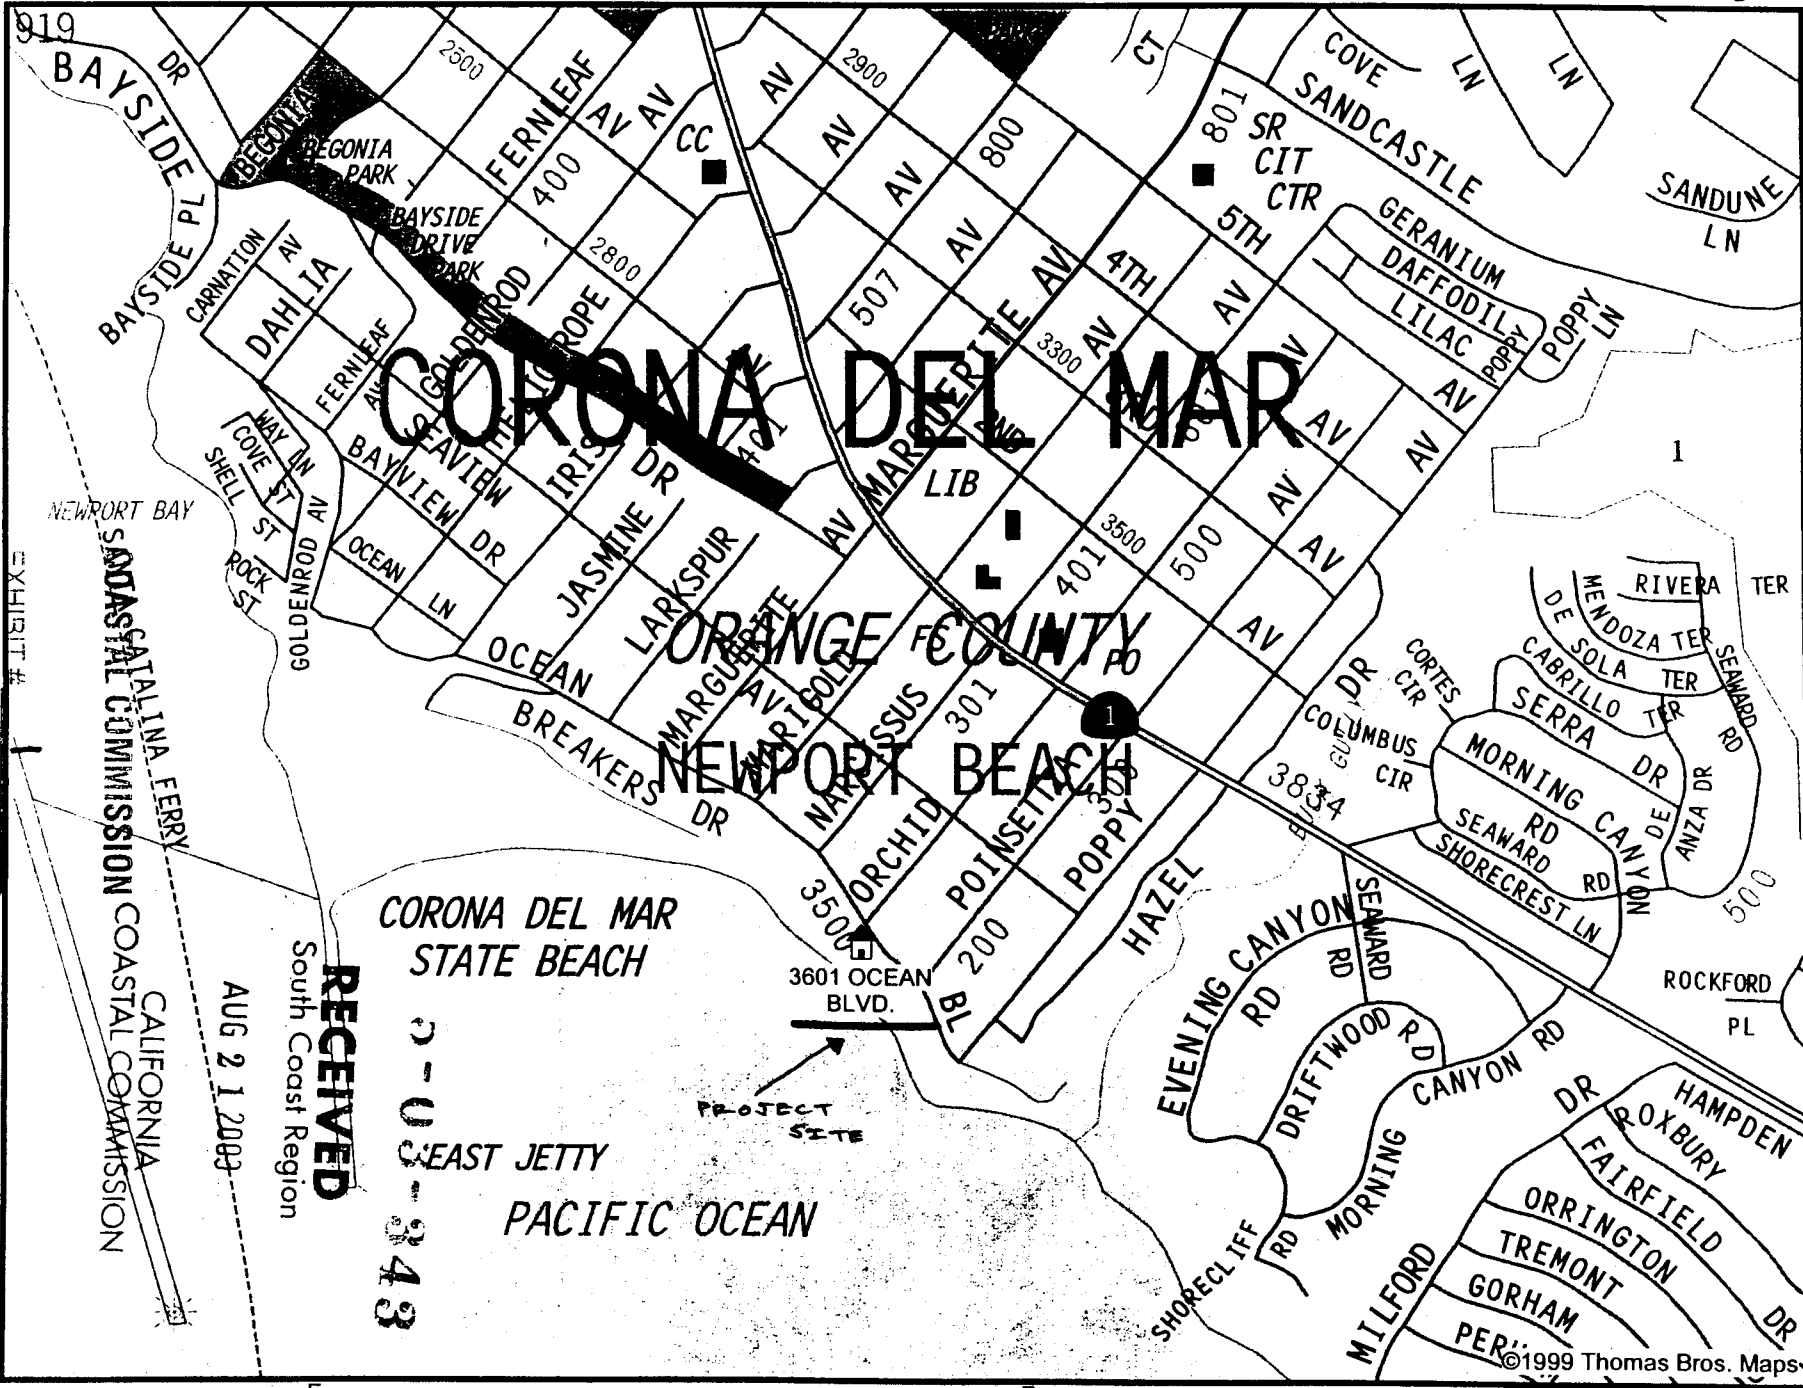 919
BAYSIDE
DR
2500
FERNLEAF
AV
AV
AV
2900
CT
COVE
LN
LN
SANDCASTLE
801
SR
CIT
CTR
CC
PARK
800
AV
AV
400
BEGONIA
BEGONIA
PARK
BAYSIDE
DRIVE
PARK
BAYSIDE PL
CARNATION
AV
DAHLIA
2800
GOLDENROD
507
AV
MARGUERITE AV
4TH
5TH
AV
GERANIUM
DAFFODIL
LILAC
POPPY
POPPY
LN
SANDUNE
LN
FERNLEAF
AV
3300
AV
AV
CORONA DEL MAR
AV
AV
AV
401
AV
LIB
WAY LN
COVE ST
SHELL ST
ROCK
ST
SEAVIEW
BAYVIEW DR
IRIS
DR
AV
3500
401
500
AV
AV
1
NEWPORT BAY
OCEAN
LN
GOLDENROD AV
JASMINE
LARKSPUR
MARGUERITE
AV
OCEAN
ORANGE COUNTY
PO
BREAKERS
DR
MARIGOLD
NARCISSUS
301
1
NEWPORT BEACH
ORCHID
POINSETTIA
POPPY
HAZEL
DR
3834
3500
200
BL
RIVERA TER
MENDOZA TER
DE SOLA TER
CABRILLO TER
SEAWARD
RD
SERRA DR
CORTES
CIR
COLUMBUS
CIR
MORNING CANYON
RD
SEAWARD
RD
SHORECREST LN
DE
ANZA DR
500
EXHIBIT #
1
COASTAL COMMISSION
CATALINA FERRY
CALIFORNIA
COASTAL COMMISSION
AUG 21 2003
South Coast Region
RECEIVED
CORONA DEL MAR
STATE BEACH
3601 OCEAN
BLVD.
PROJECT
SITE
EAST JETTY
PACIFIC OCEAN
EVENING CANYON
RD
SEAWARD
RD
DRIFTWOOD RD
MORNING CANYON RD
SHORECLIFF
RD
ROCKFORD
PL
MILFORD
DR
HAMPDEN
ROXBURY
FAIRFIELD
ORRINGTON
TREMONT
GORHAM
DR
©1999 Thomas Bros. Maps